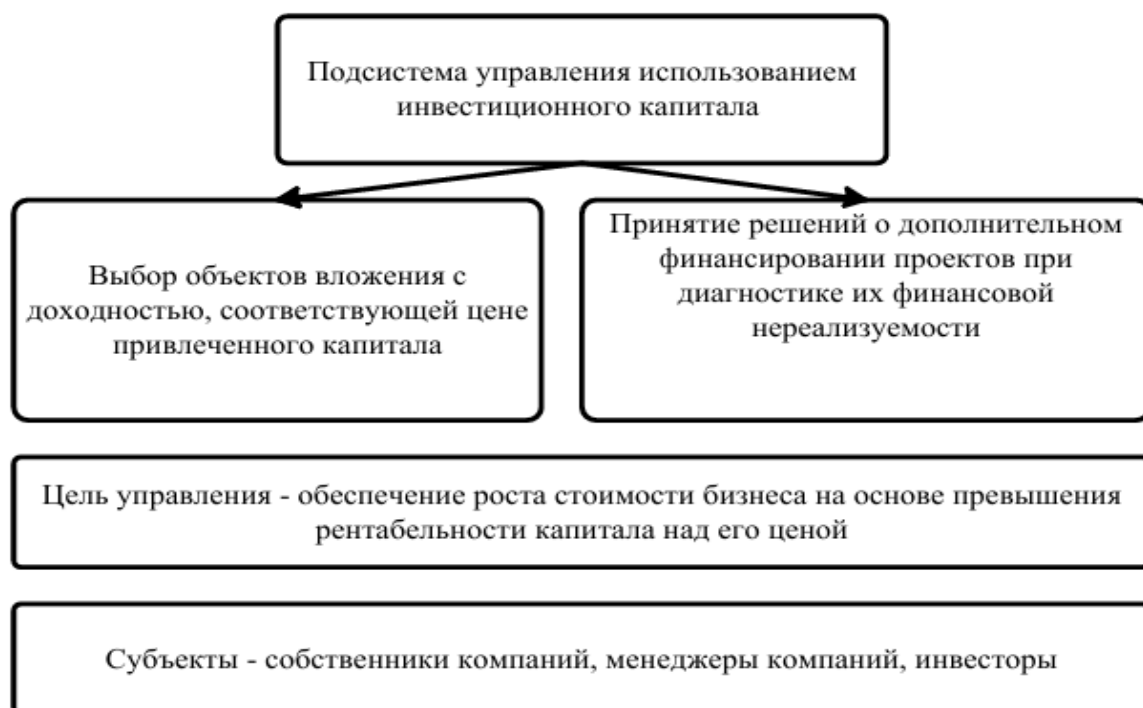 Подсистема управления использованием
инвестиционного капитала
Выбор объектов вложения с
доходностью, соответствующей цене
привлеченного капитала
Принятие решений о дополнительном
финансировании проектов при
диагностике их финансовой
нереализуемости
Цель управления - обеспечение роста стоимости бизнеса на основе превышения
рентабельности капитала над его ценой
Субъекты - собственники компаний, менеджеры компаний, инвесторы